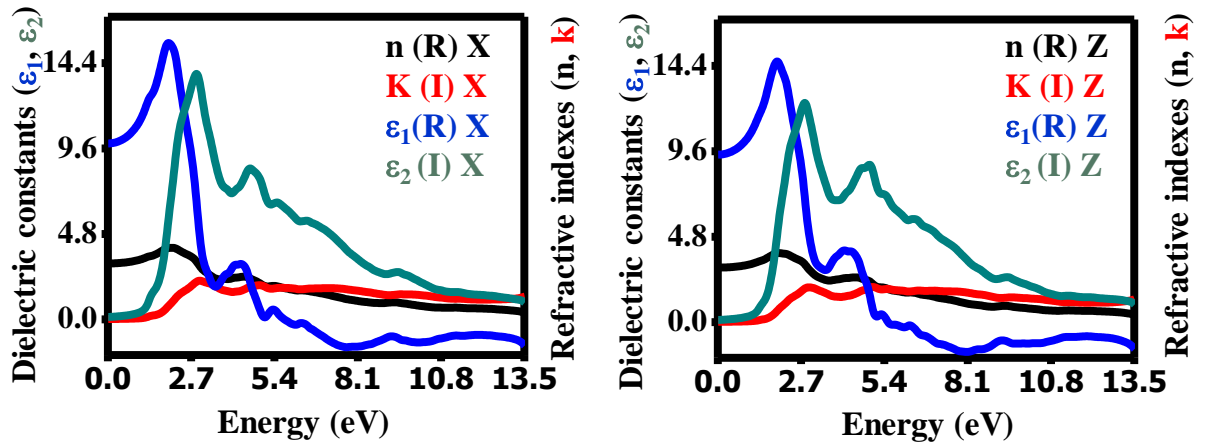 Dielectric constants (ε₁, ε₂)
14.4
9.6
4.8
0.0
n (R) X
K (I) X
ε₁(R) X
ε₂ (I) X
0.0 2.7 5.4 8.1 10.8 13.5
Energy (eV)
Refractive indexes (n, k)
Dielectric constants (ε₁, ε₂)
14.4
9.6
4.8
0.0
n (R) Z
K (I) Z
ε₁(R) Z
ε₂ (I) Z
0.0 2.7 5.4 8.1 10.8 13.5
Energy (eV)
Refractive indexes (n, k)